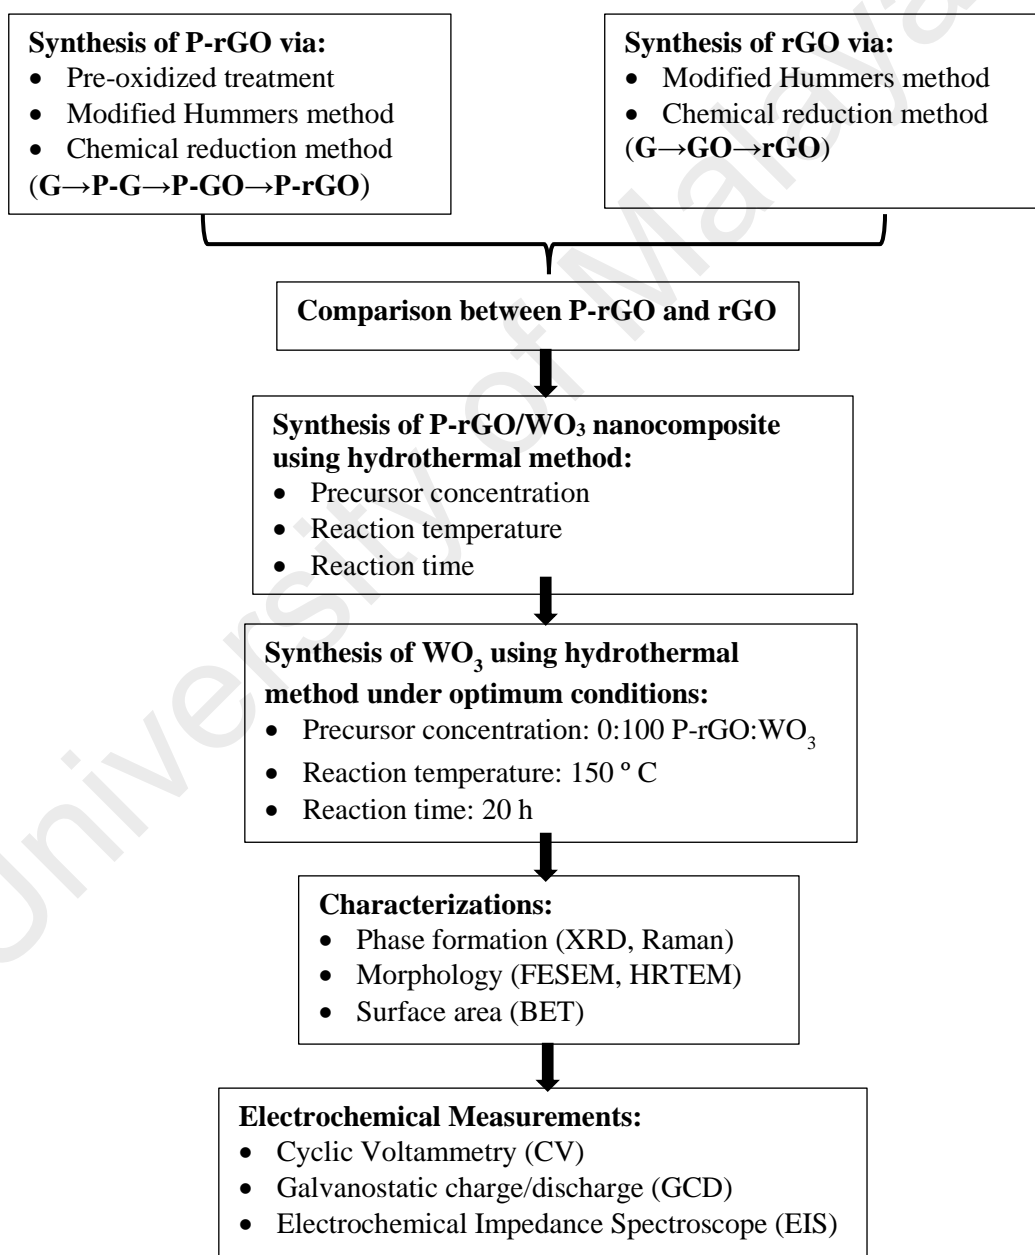 Synthesis of P-rGO via:
• Pre-oxidized treatment
• Modified Hummers method
• Chemical reduction method
(G→P-G→P-GO→P-rGO)
Synthesis of rGO via:
• Modified Hummers method
• Chemical reduction method
(G→GO→rGO)
Comparison between P-rGO and rGO
Synthesis of P-rGO/WO₃ nanocomposite
using hydrothermal method:
• Precursor concentration
• Reaction temperature
• Reaction time
Synthesis of WO₃ using hydrothermal
method under optimum conditions:
• Precursor concentration: 0:100 P-rGO:WO₃
• Reaction temperature: 150 º C
• Reaction time: 20 h
Characterizations:
• Phase formation (XRD, Raman)
• Morphology (FESEM, HRTEM)
• Surface area (BET)
Electrochemical Measurements:
• Cyclic Voltammetry (CV)
• Galvanostatic charge/discharge (GCD)
• Electrochemical Impedance Spectroscope (EIS)
University of Malaya